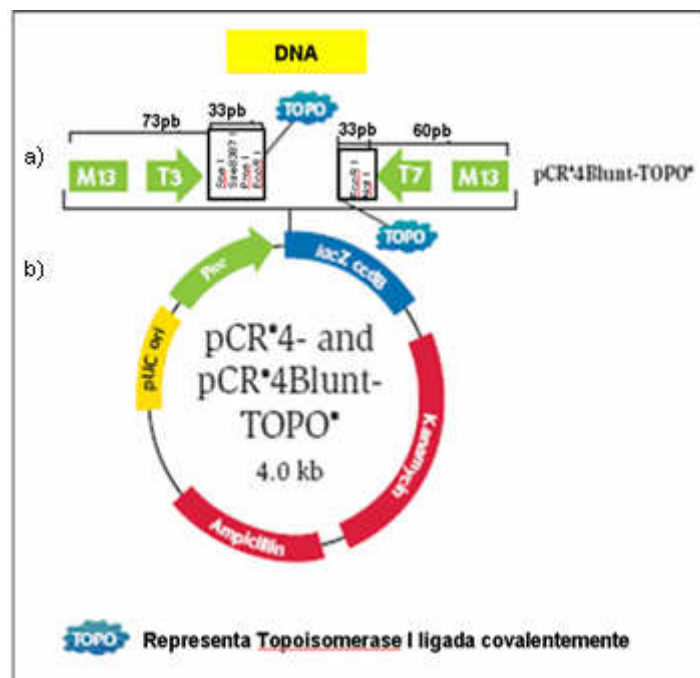 DNA
73pb
33pb
TOPO
33pb
60pb
a)
M13
T3
Spe I
Sse8387 I
Pme I
EcoR I
EcoR I
Not I
T7
M13
pCR•4Blunt-TOPO•
TOPO
b)
Plac
lacZ ccdB
pUC ori
pCR•4- and
pCR•4Blunt-
TOPO•
4.0 kb
Kanamycin
Ampicillin
TOPO Representa Topoisomerase I ligada covalentemente